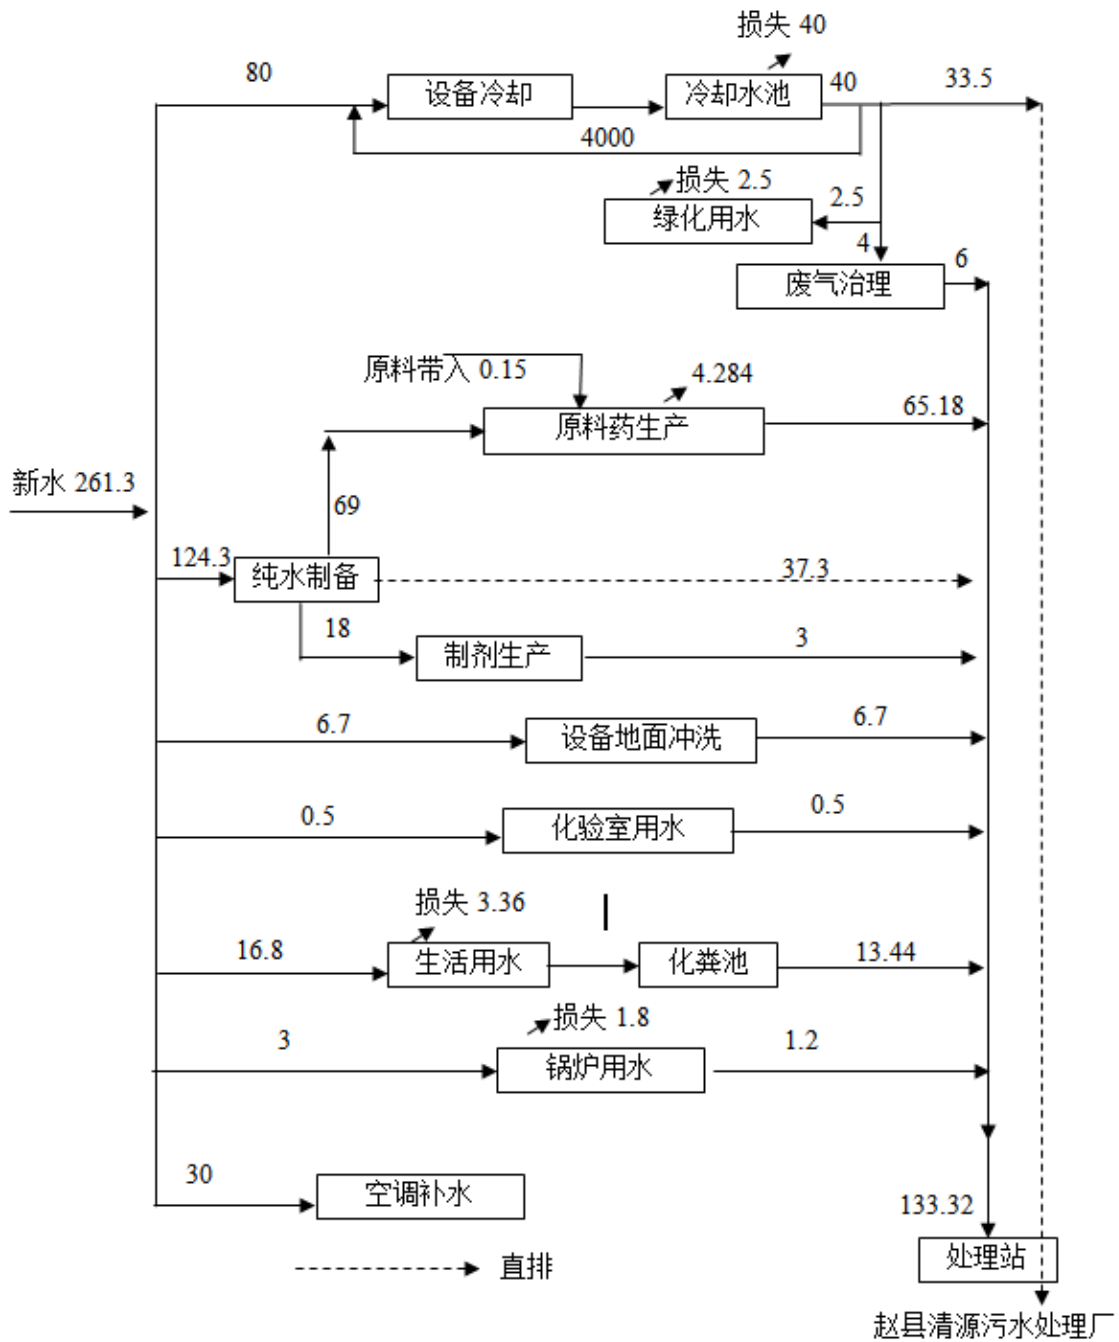 损失 40
80
设备冷却
冷却水池
40
33.5
4000
损失 2.5
2.5
绿化用水
4
6
废气治理
原料带入 0.15
4.284
65.18
原料药生产
新水 261.3
69
124.3
纯水制备
37.3
18
制剂生产
3
6.7
设备地面冲洗
6.7
0.5
化验室用水
0.5
损失 3.36
16.8
生活用水
化粪池
13.44
损失 1.8
3
锅炉用水
1.2
30
空调补水
133.32
处理站
直排
赵县清源污水处理厂